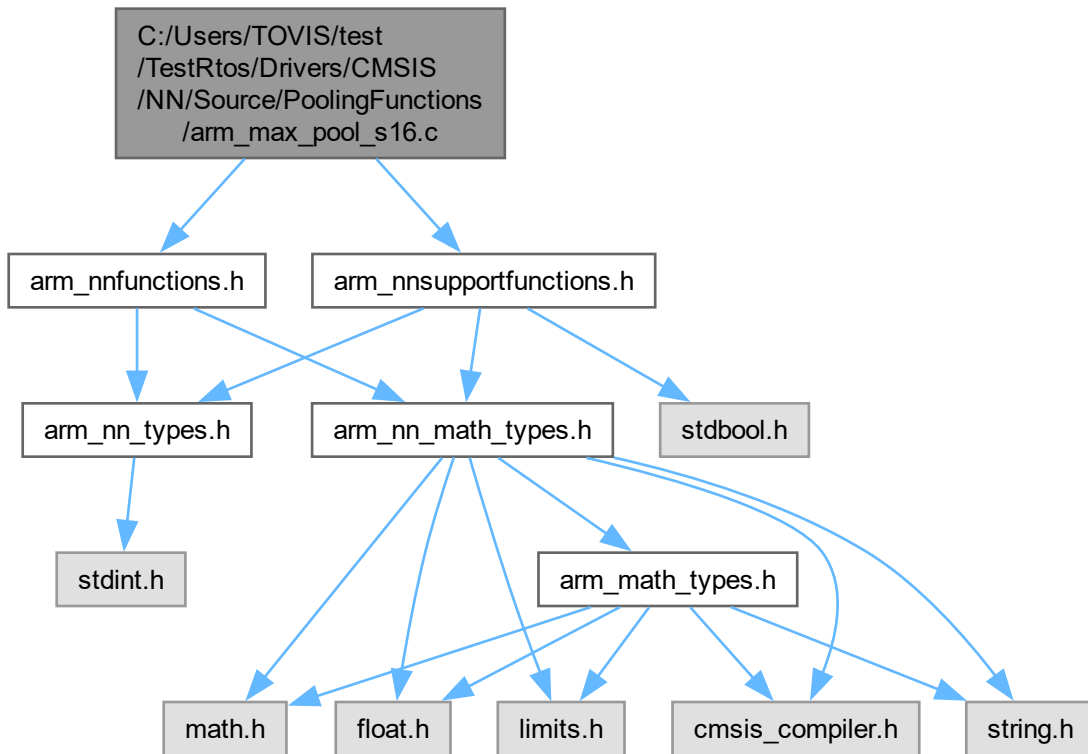 C:/Users/TOVIS/test
/TestRtos/Drivers/CMSIS
/NN/Source/PoolingFunctions
/arm_max_pool_s16.c
arm_nnfunctions.h
arm_nnsupportfunctions.h
arm_nn_types.h
arm_nn_math_types.h
stdbool.h
stdint.h
arm_math_types.h
math.h
float.h
limits.h
cmsis_compiler.h
string.h